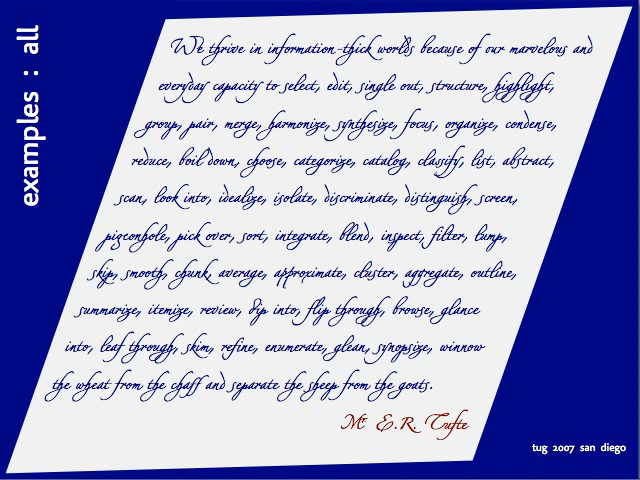 examples : all
We thrive in information-thick worlds because of our marvelous and
everyday capacity to select, edit, single out, structure, highlight,
group, pair, merge, harmonize, synthesize, focus, organize, condense,
reduce, boil down, choose, categorize, catalog, classify, list, abstract,
scan, look into, idealize, isolate, discriminate, distinguish, screen,
pigeonhole, pick over, sort, integrate, blend, inspect, filter, lump,
skip, smooth, chunk, average, approximate, cluster, aggregate, outline,
summarize, itemize, review, dip into, flip through, browse, glance
into, leaf through, skim, refine, enumerate, glean, synopsize, winnow
the wheat from the chaff and separate the sheep from the goats.
Mr E.R. Tufte
tug 2007 san diego